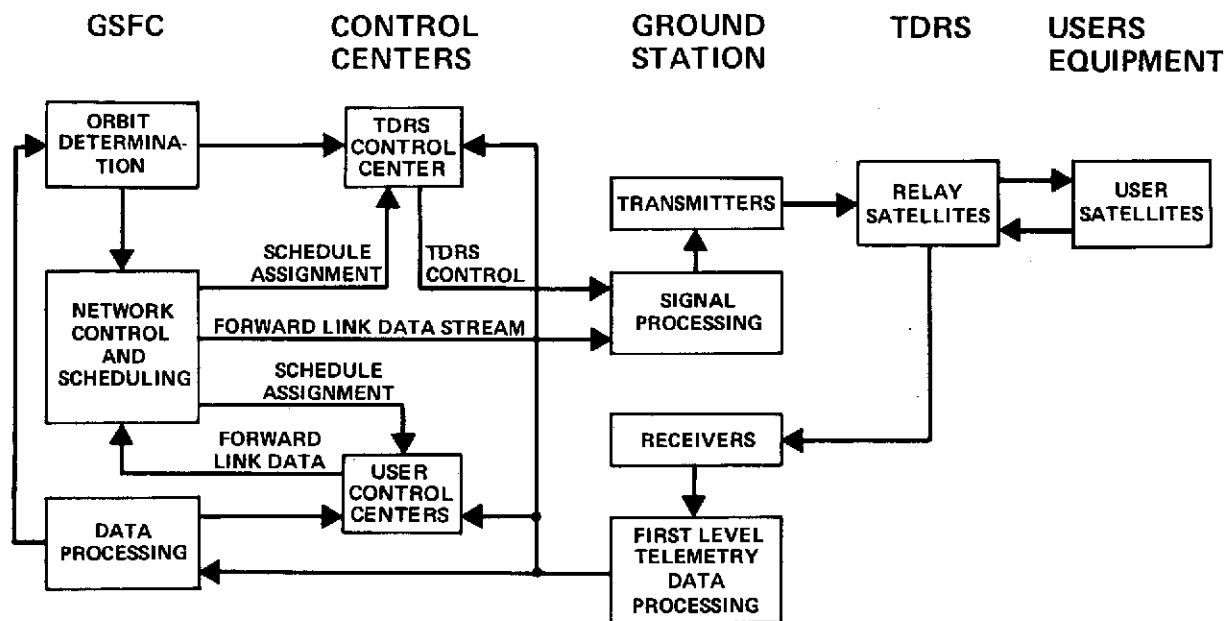 GSFC
CONTROL
CENTERS
GROUND
STATION
TDRS
USERS
EQUIPMENT
ORBIT
DETERMINA-
TION
TDRS
CONTROL
CENTER
TRANSMITTERS
RELAY
SATELLITES
USER
SATELLITES
SCHEDULE
ASSIGNMENT
TDRS
CONTROL
NETWORK
CONTROL
AND
SCHEDULING
SIGNAL
PROCESSING
FORWARD LINK DATA STREAM
SCHEDULE
ASSIGNMENT
FORWARD
LINK DATA
RECEIVERS
USER
CONTROL
CENTERS
DATA
PROCESSING
FIRST LEVEL
TELEMETRY
DATA
PROCESSING